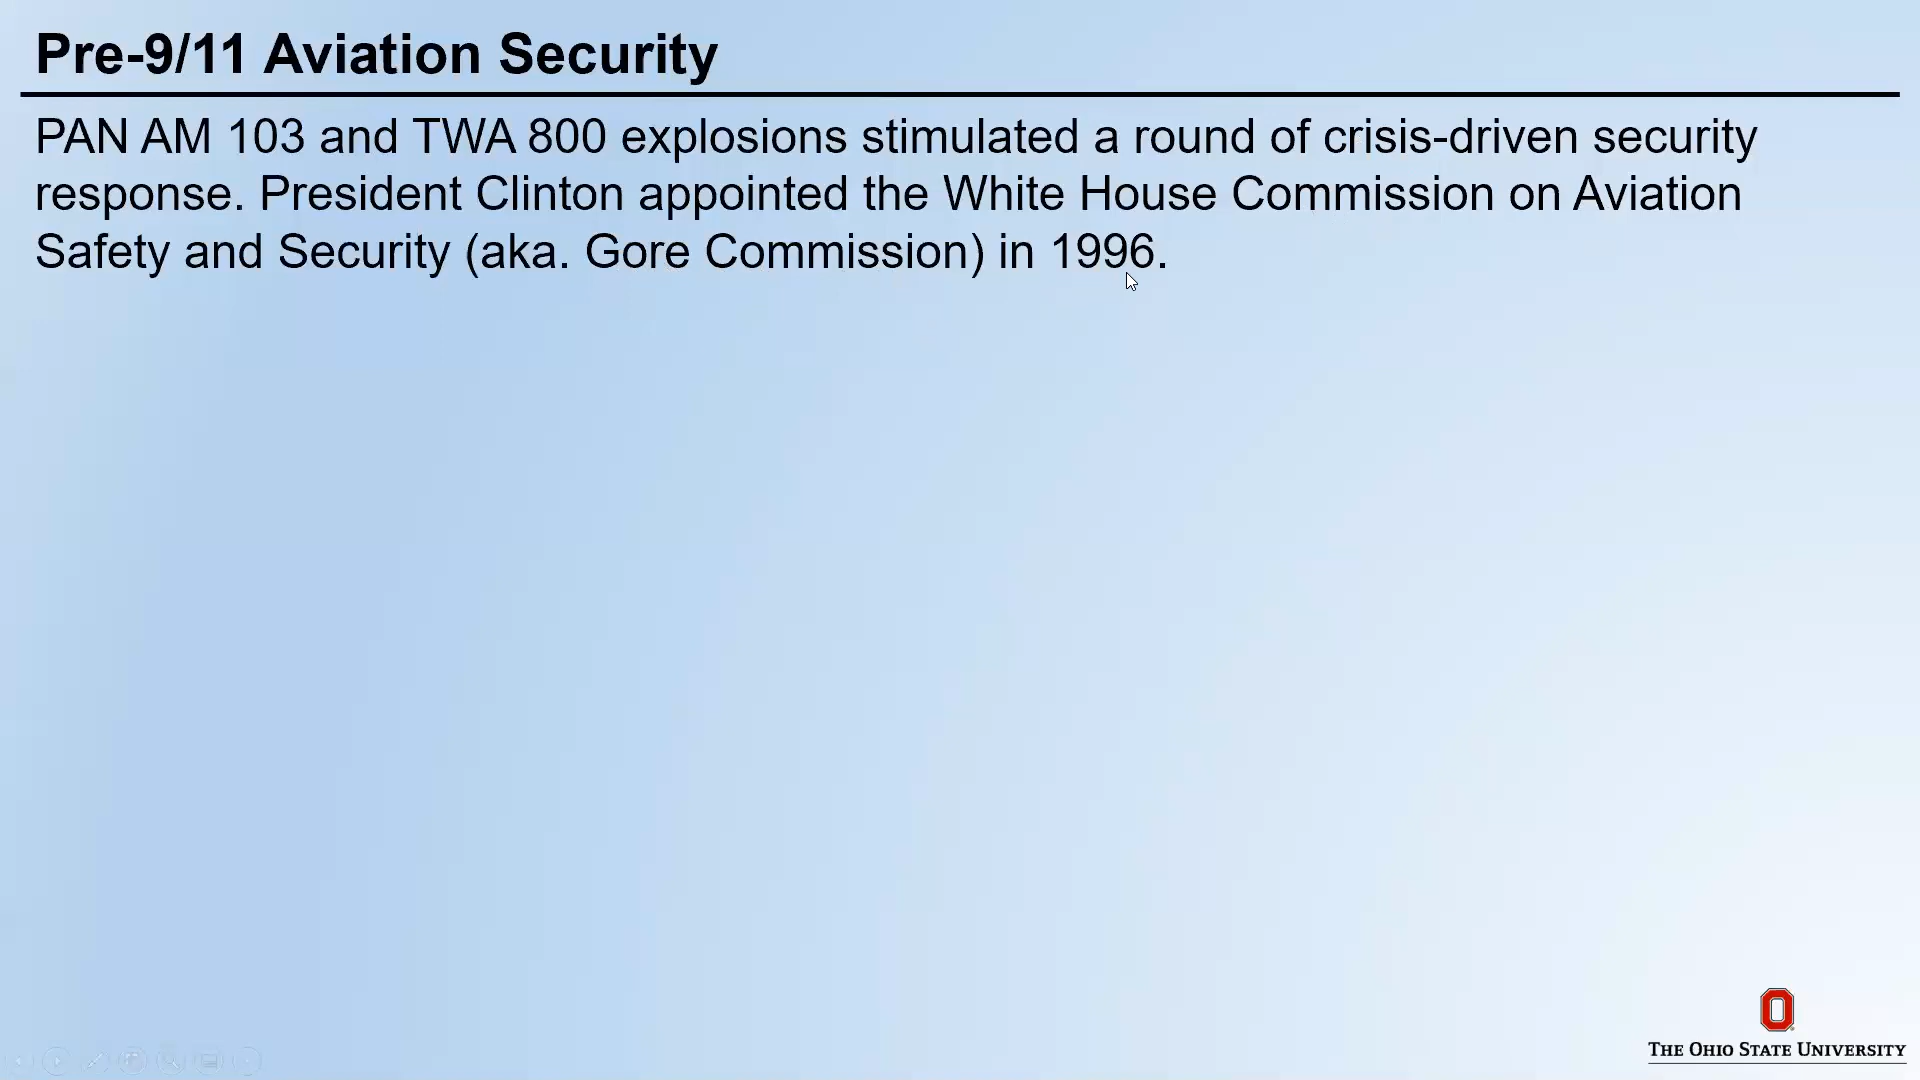 Pre-9/11 Aviation Security
PAN AM 103 and TWA 800 explosions stimulated a round of crisis-driven security
response. President Clinton appointed the White House Commission on Aviation
Safety and Security (aka. Gore Commission) in 1996.
O
THE OHIO STATE UNIVERSITY